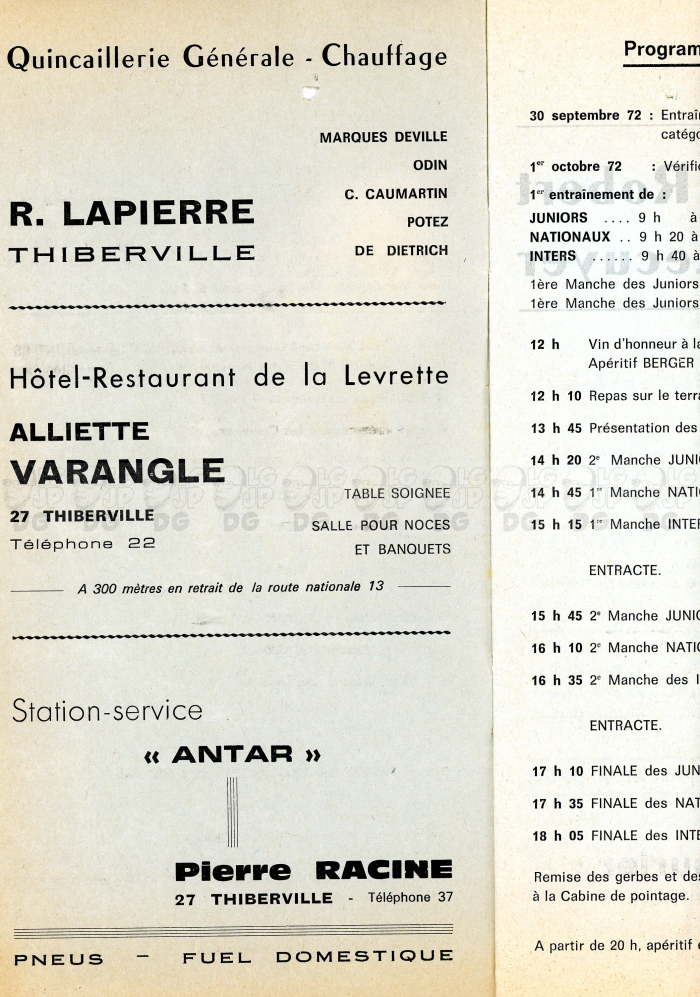 Quincaillerie Générale - Chauffage
MARQUES DEVILLE
ODIN
C. CAUMARTIN
POTEZ
DE DIETRICH
R. LAPIERRE
THIBERVILLE
Hôtel-Restaurant de la Levrette
ALLIETTE
VARANGLE
27 THIBERVILLE
Téléphone 22
TABLE SOIGNEE
SALLE POUR NOCES
ET BANQUETS
A 300 mètres en retrait de la route nationale 13
Station-service
« ANTAR »
Pierre RACINE
27 THIBERVILLE - Téléphone 37
PNEUS - FUEL DOMESTIQUE
Program
30 septembre 72 : Entraî
catégo
1er octobre 72 : Vérifi
1er entraînement de :
JUNIORS .... 9 h à
NATIONAUX .. 9 h 20 à
INTERS ...... 9 h 40 à
1ère Manche des Juniors
1ère Manche des Juniors
12 h Vin d'honneur à la
Apéritif BERGER
12 h 10 Repas sur le terra
13 h 45 Présentation des
14 h 20 2e Manche JUNI
14 h 45 1re Manche NATI
15 h 15 1re Manche INTE
ENTRACTE.
15 h 45 2e Manche JUNI
16 h 10 2e Manche NATI
16 h 35 2e Manche des I
ENTRACTE.
17 h 10 FINALE des JUN
17 h 35 FINALE des NAT
18 h 05 FINALE des INTE
Remise des gerbes et des
à la Cabine de pointage.
A partir de 20 h, apéritif